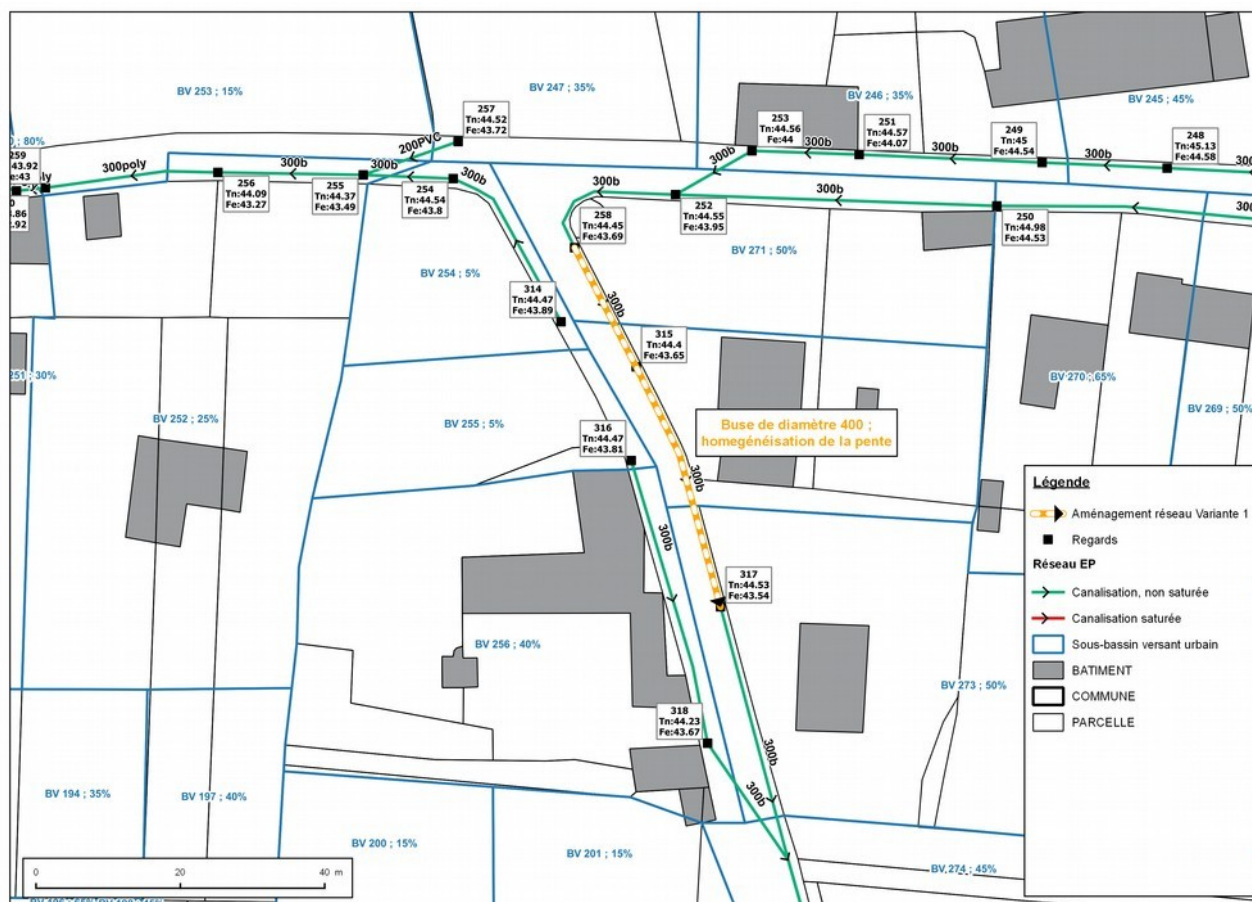 BV 253 ; 15%
BV 247 ; 35%
BV 246 ; 35%
BV 245 ; 45%
; 80%
257
Tn:44.52
Fe:43.72
253
Tn:44.56
Fe:44
251
Tn:44.57
Fe:44.07
249
Tn:45
Fe:44.54
248
Tn:45.13
Fe:44.58
259
43.92
e:43
300poly
300b
256
Tn:44.09
Fe:43.27
300b
255
Tn:44.37
Fe:43.49
200PVC
254
Tn:44.54
Fe:43.8
300b
300b
258
Tn:44.45
Fe:43.69
252
Tn:44.55
Fe:43.95
300b
300b
300b
300b
300b
300b
250
Tn:44.98
Fe:44.53
3.86
2.92
BV 271 ; 50%
BV 254 ; 5%
314
Tn:44.47
Fe:43.89
300b
315
Tn:44.4
Fe:43.65
251 ; 30%
BV 252 ; 25%
BV 270 ; 65%
BV 269 ; 50%
BV 255 ; 5%
Buse de diamètre 400 ;
homegénéisation de la pente
316
Tn:44.47
Fe:43.81
300b
300b
317
Tn:44.53
Fe:43.54
BV 256 ; 40%
BV 273 ; 50%
318
Tn:44.23
Fe:43.67
300b
300b
BV 194 ; 35%
BV 197 ; 40%
BV 200 ; 15%
BV 201 ; 15%
BV 274 ; 45%
Légende
Aménagement réseau Variante 1
Regards
Réseau EP
Canalisation, non saturée
Canalisation saturée
Sous-bassin versant urbain
BATIMENT
COMMUNE
PARCELLE
0
20
40 m